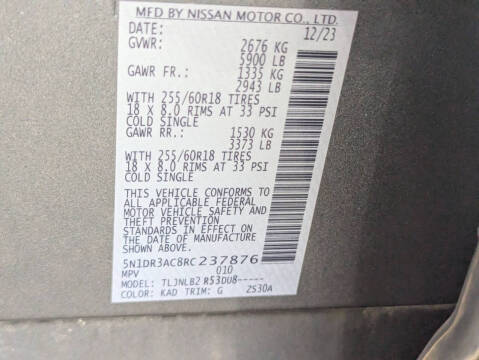 MFD BY NISSAN MOTOR CO., LTD.
DATE: 12/23
GVWR: 2676 KG
5900 LB
GAWR FR.: 1335 KG
2943 LB
WITH 255/60R18 TIRES
18 X 8.0 RIMS AT 33 PSI
COLD SINGLE
GAWR RR.: 1530 KG
3373 LB
WITH 255/60R18 TIRES
18 X 8.0 RIMS AT 33 PSI
COLD SINGLE
THIS VEHICLE CONFORMS TO
ALL APPLICABLE FEDERAL
MOTOR VEHICLE SAFETY AND
THEFT PREVENTION
STANDARDS IN EFFECT ON
THE DATE OF MANUFACTURE
SHOWN ABOVE.
5N1DR3AC8RC237876
MPV 010
MODEL: TLJNLB2 R53DU8-----
COLOR: KAD TRIM: G 2530A